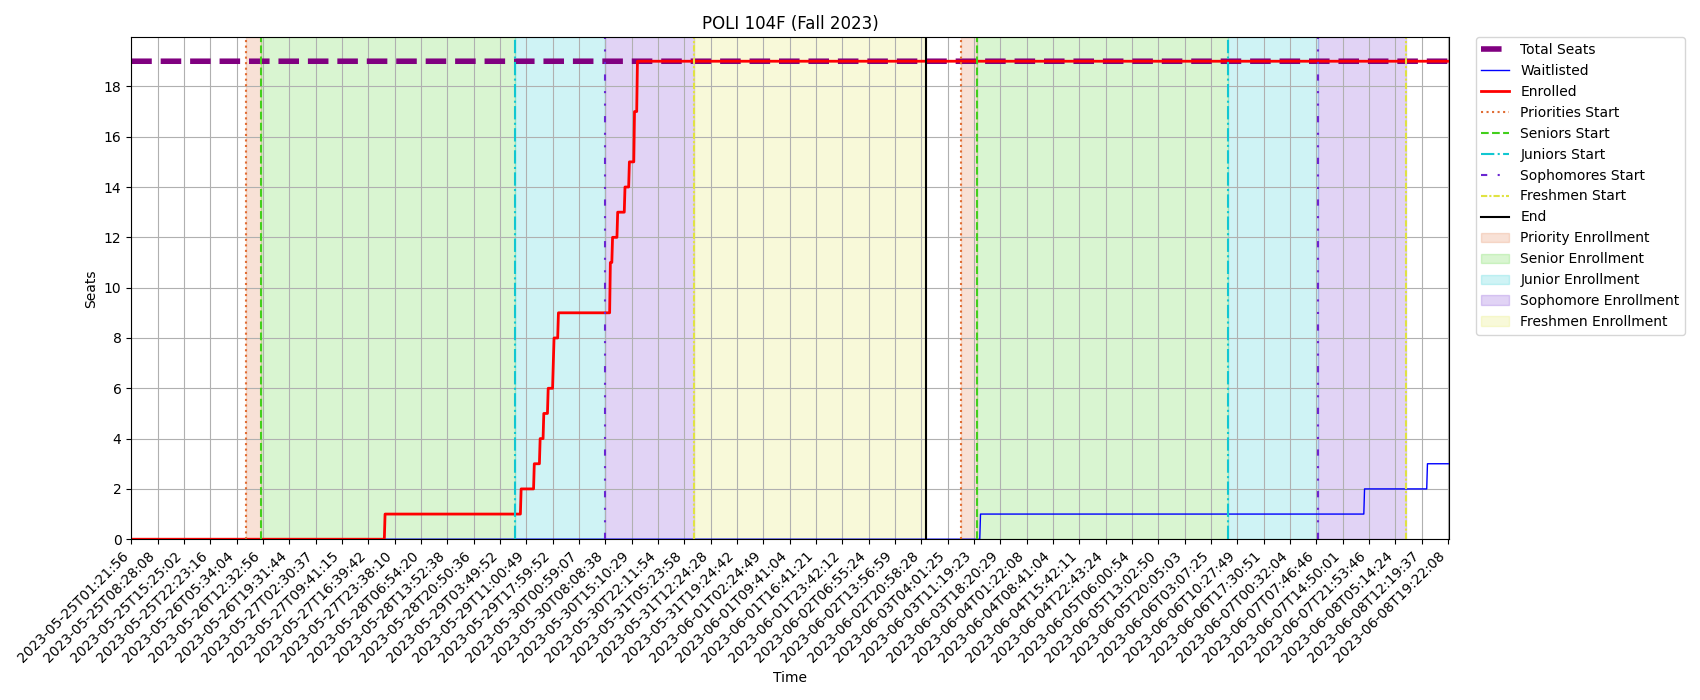 POLI 104F (Fall 2023)
Seats
18
16
14
12
10
8
6
4
2
0
2023-05-25T01:21:56
2023-05-25T08:28:08
2023-05-25T15:25:02
2023-05-25T22:23:16
2023-05-26T05:34:04
2023-05-26T12:32:56
2023-05-26T19:31:44
2023-05-27T02:30:37
2023-05-27T09:41:15
2023-05-27T16:39:42
2023-05-27T23:38:10
2023-05-28T06:54:20
2023-05-28T13:52:38
2023-05-28T20:50:36
2023-05-29T03:49:52
2023-05-29T11:00:49
2023-05-29T17:59:52
2023-05-30T00:59:07
2023-05-30T08:08:38
2023-05-30T15:10:29
2023-05-30T22:11:54
2023-05-31T05:23:58
2023-05-31T12:24:28
2023-05-31T19:24:42
2023-06-01T02:24:49
2023-06-01T09:41:04
2023-06-01T16:41:21
2023-06-01T23:42:12
2023-06-02T06:55:24
2023-06-02T13:56:59
2023-06-02T20:58:28
2023-06-03T04:01:25
2023-06-03T11:19:23
2023-06-03T18:20:29
2023-06-04T01:22:08
2023-06-04T08:41:04
2023-06-04T15:42:11
2023-06-04T22:43:24
2023-06-05T06:00:54
2023-06-05T13:02:50
2023-06-05T20:05:03
2023-06-06T03:07:25
2023-06-06T10:27:49
2023-06-06T17:30:51
2023-06-07T00:32:04
2023-06-07T07:46:46
2023-06-07T14:50:01
2023-06-07T21:53:46
2023-06-08T05:14:24
2023-06-08T12:19:37
2023-06-08T19:22:08
Time
Total Seats
Waitlisted
Enrolled
Priorities Start
Seniors Start
Juniors Start
Sophomores Start
Freshmen Start
End
Priority Enrollment
Senior Enrollment
Junior Enrollment
Sophomore Enrollment
Freshmen Enrollment